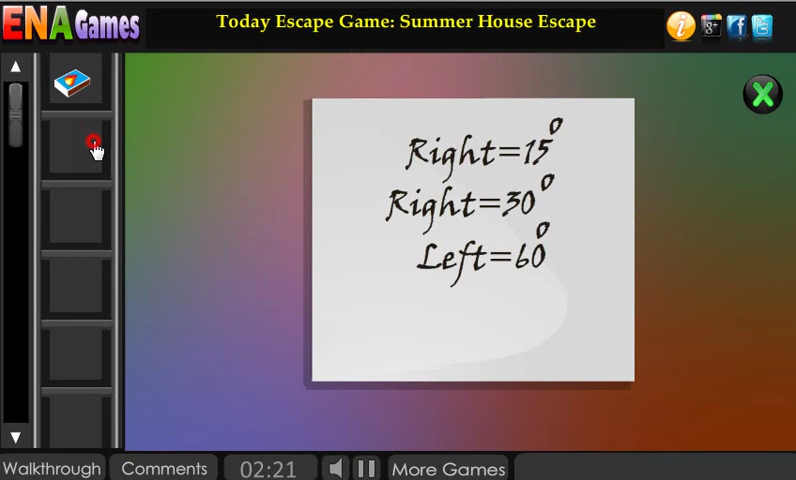 ENA Games
Today Escape Game: Summer House Escape
Right=15°
Right=30°
Left=60°
Walkthrough
Comments
02:21
More Games